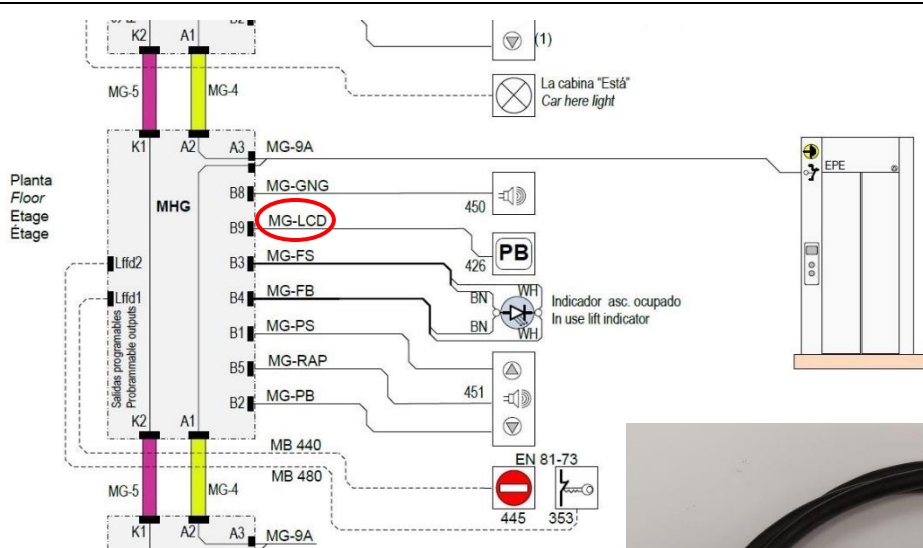 K2 A1
(1)
La cabina "Está"
Car here light
MG-5 MG-4
K1 A2 A3 MG-9A
EPE
Planta
Floor
Etage
Étage
MHG
B8 MG-GNG
450
B9 MG-LCD
426 PB
Lffd2
B3 MG-FS
WH
BN
Indicador asc. ocupado
In use lift indicator
Lffd1
B4 MG-FB
BN
WH
B1 MG-PS
B5 MG-RAP
451
B2 MG-PB
Salidas programables
Probrammable outputs
K2 A1
MB 440
EN 81-73
MB 480
MG-5 MG-4
445 353
K1 A2 A3 MG-9A